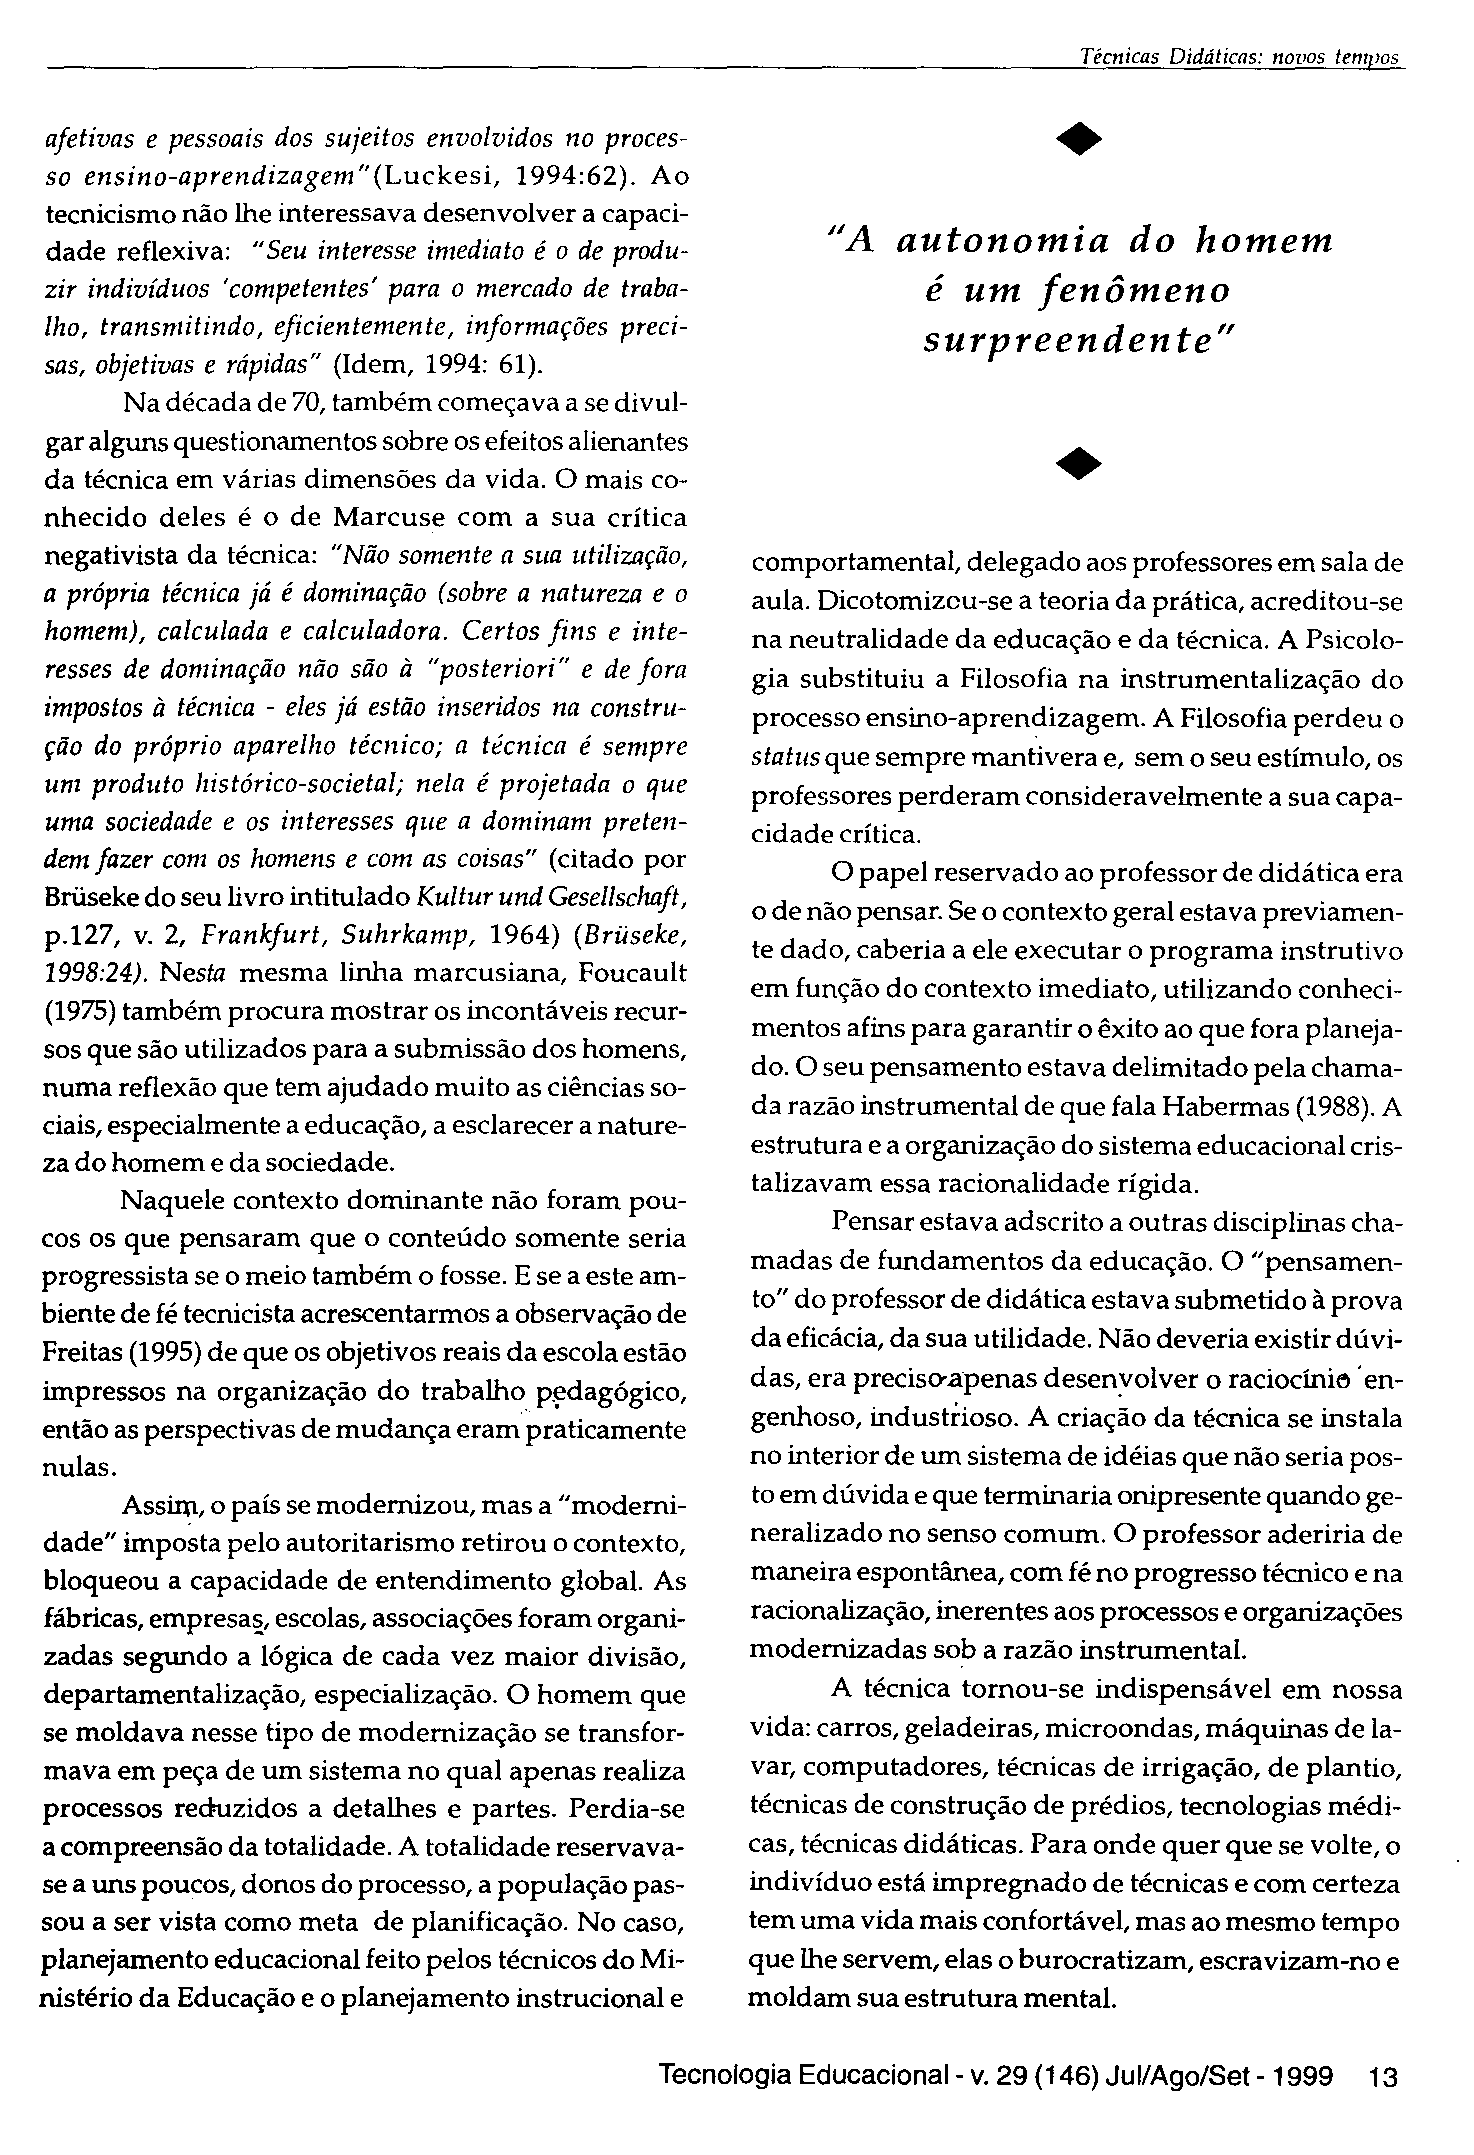 Técnicas Didáticas: novos tempos
afetivas e pessoais dos sujeitos envolvidos no proces-
so ensino-aprendizagem"(Luckesi, 1994:62). Ao
tecnicismo não lhe interessava desenvolver a capaci-
dade reflexiva: "Seu interesse imediato é o de produ-
zir indivíduos 'competentes' para o mercado de traba-
lho, transmitindo, eficientemente, informações preci-
sas, objetivas e rápidas" (Idem, 1994: 61).
Na década de 70, também começava a se divul-
gar alguns questionamentos sobre os efeitos alienantes
da técnica em várias dimensões da vida. O mais co-
nhecido deles é o de Marcuse com a sua crítica
negativista da técnica: "Não somente a sua utilização,
a própria técnica já é dominação (sobre a natureza e o
homem), calculada e calculadora. Certos fins e inte-
resses de dominação não são à "posteriori" e de fora
impostos à técnica - eles já estão inseridos na constru-
ção do próprio aparelho técnico; a técnica é sempre
um produto histórico-societal; nela é projetada o que
uma sociedade e os interesses que a dominam preten-
dem fazer com os homens e com as coisas" (citado por
Brüseke do seu livro intitulado Kultur und Gesellschaft,
p.127, v. 2, Frankfurt, Suhrkamp, 1964) (Brüseke,
1998:24). Nesta mesma linha marcusiana, Foucault
(1975) também procura mostrar os incontáveis recur-
sos que são utilizados para a submissão dos homens,
numa reflexão que tem ajudado muito as ciências so-
ciais, especialmente a educação, a esclarecer a nature-
za do homem e da sociedade.
Naquele contexto dominante não foram pou-
cos os que pensaram que o conteúdo somente seria
progressista se o meio também o fosse. E se a este am-
biente de fé tecnicista acrescentarmos a observação de
Freitas (1995) de que os objetivos reais da escola estão
impressos na organização do trabalho pedagógico,
então as perspectivas de mudança eram praticamente
nulas.
Assim, o país se modernizou, mas a "moderni-
dade" imposta pelo autoritarismo retirou o contexto,
bloqueou a capacidade de entendimento global. As
fábricas, empresas, escolas, associações foram organi-
zadas segundo a lógica de cada vez maior divisão,
departamentalização, especialização. O homem que
se moldava nesse tipo de modernização se transfor-
mava em peça de um sistema no qual apenas realiza
processos reduzidos a detalhes e partes. Perdia-se
a compreensão da totalidade. A totalidade reservava-
se a uns poucos, donos do processo, a população pas-
sou a ser vista como meta de planificação. No caso,
planejamento educacional feito pelos técnicos do Mi-
nistério da Educação e o planejamento instrucional e
"A autonomia do homem
é um fenômeno
surpreendente"
comportamental, delegado aos professores em sala de
aula. Dicotomizou-se a teoria da prática, acreditou-se
na neutralidade da educação e da técnica. A Psicolo-
gia substituiu a Filosofia na instrumentalização do
processo ensino-aprendizagem. A Filosofia perdeu o
status que sempre mantivera e, sem o seu estímulo, os
professores perderam consideravelmente a sua capa-
cidade crítica.
O papel reservado ao professor de didática era
o de não pensar. Se o contexto geral estava previamen-
te dado, caberia a ele executar o programa instrutivo
em função do contexto imediato, utilizando conheci-
mentos afins para garantir o êxito ao que fora planeja-
do. O seu pensamento estava delimitado pela chama-
da razão instrumental de que fala Habermas (1988). A
estrutura e a organização do sistema educacional cris-
talizavam essa racionalidade rígida.
Pensar estava adscrito a outras disciplinas cha-
madas de fundamentos da educação. O "pensamen-
to" do professor de didática estava submetido à prova
da eficácia, da sua utilidade. Não deveria existir dúvi-
das, era preciso apenas desenvolver o raciocínio en-
genhoso, industrioso. A criação da técnica se instala
no interior de um sistema de idéias que não seria pos-
to em dúvida e que terminaria onipresente quando ge-
neralizado no senso comum. O professor aderiria de
maneira espontânea, com fé no progresso técnico e na
racionalização, inerentes aos processos e organizações
modernizadas sob a razão instrumental.
A técnica tornou-se indispensável em nossa
vida: carros, geladeiras, microondas, máquinas de la-
var, computadores, técnicas de irrigação, de plantio,
técnicas de construção de prédios, tecnologias médi-
cas, técnicas didáticas. Para onde quer que se volte, o
indivíduo está impregnado de técnicas e com certeza
tem uma vida mais confortável, mas ao mesmo tempo
que lhe servem, elas o burocratizam, escravizam-no e
moldam sua estrutura mental.
Tecnologia Educacional - v. 29 (146) Jul/Ago/Set - 1999 13